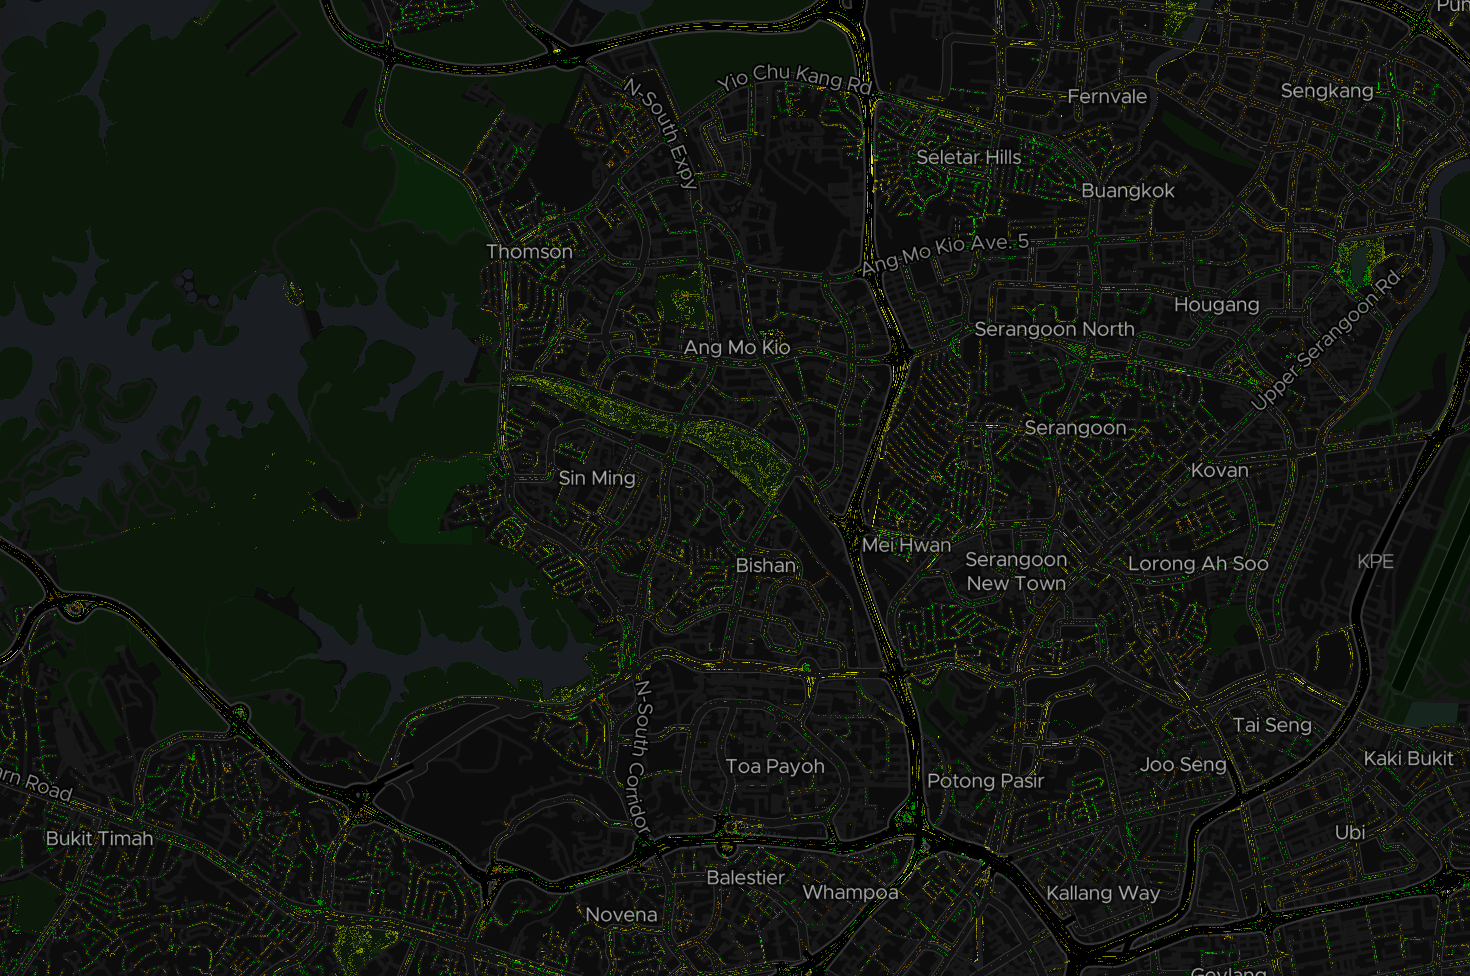 Yio Chu Kang Rd
N-South Expy
Fernvale
Sengkang
Seletar Hills
Buangkok
Thomson
Ang Mo Kio Ave. 5
Hougang
Serangoon North
Ang Mo Kio
Upper Serangoon Rd.
Serangoon
Sin Ming
Kovan
Mei Hwan
Bishan
Serangoon
New Town
Lorong Ah Soo
KPE
N-South Corridor
Tai Seng
Toa Payoh
Potong Pasir
Joo Seng
Kaki Bukit
Road
Bukit Timah
Ubi
Balestier
Whampoa
Kallang Way
Novena